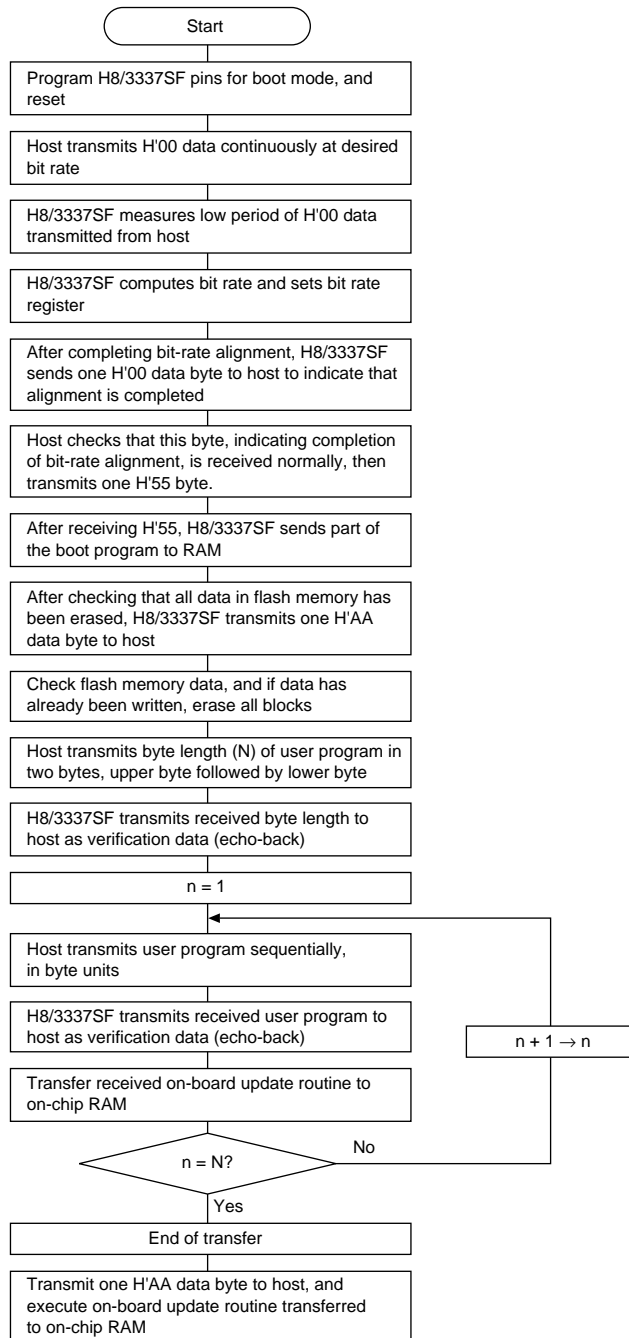 Start
Program H8/3337SF pins for boot mode, and
reset
Host transmits H'00 data continuously at desired
bit rate
H8/3337SF measures low period of H'00 data
transmitted from host
H8/3337SF computes bit rate and sets bit rate
register
After completing bit-rate alignment, H8/3337SF
sends one H'00 data byte to host to indicate that
alignment is completed
Host checks that this byte, indicating completion
of bit-rate alignment, is received normally, then
transmits one H'55 byte.
After receiving H'55, H8/3337SF sends part of
the boot program to RAM
After checking that all data in flash memory has
been erased, H8/3337SF transmits one H'AA
data byte to host
Check flash memory data, and if data has
already been written, erase all blocks
Host transmits byte length (N) of user program in
two bytes, upper byte followed by lower byte
H8/3337SF transmits received byte length to
host as verification data (echo-back)
n = 1
Host transmits user program sequentially,
in byte units
H8/3337SF transmits received user program to
host as verification data (echo-back)
n + 1 → n
Transfer received on-board update routine to
on-chip RAM
n = N?
No
Yes
End of transfer
Transmit one H'AA data byte to host, and
execute on-board update routine transferred
to on-chip RAM